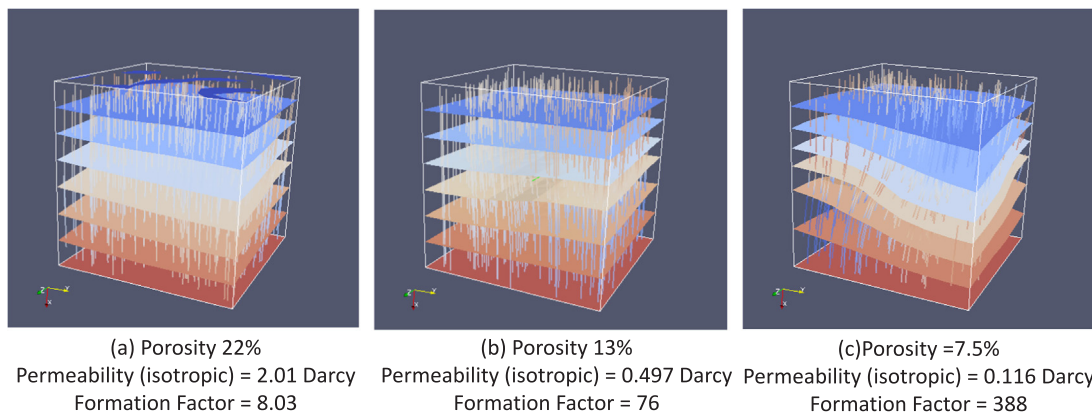 (a) Porosity 22%
Permeability (isotropic) = 2.01 Darcy
Formation Factor = 8.03
(b) Porosity 13%
Permeability (isotropic) = 0.497 Darcy
Formation Factor = 76
(c)Porosity =7.5%
Permeability (isotropic) = 0.116 Darcy
Formation Factor = 388